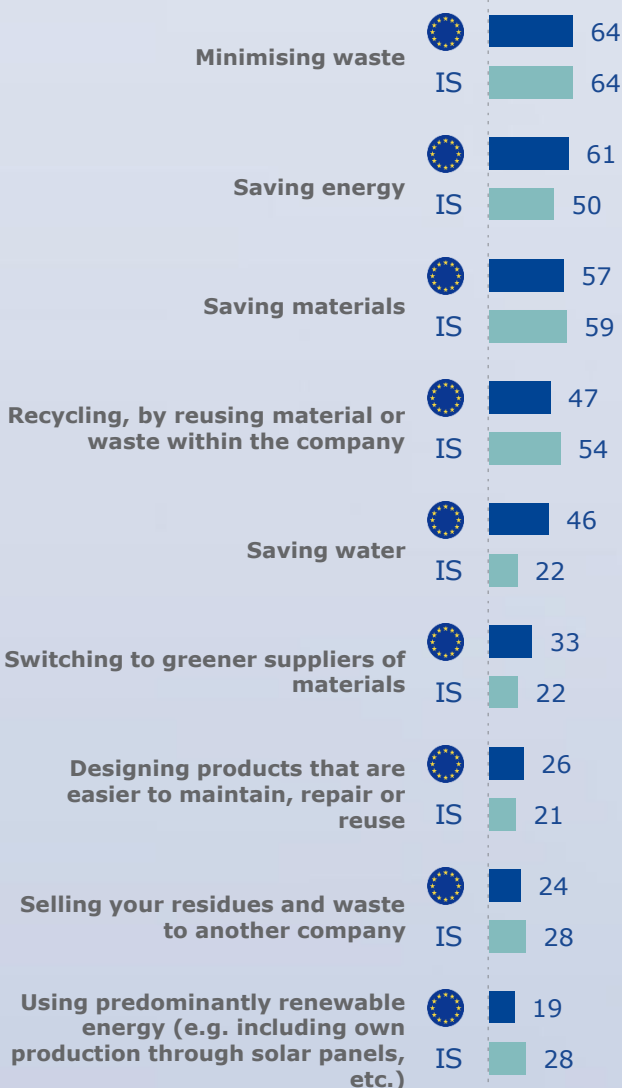 Minimising waste
64
IS 64
Saving energy
61
IS 50
Saving materials
57
IS 59
Recycling, by reusing material or
waste within the company
47
IS 54
Saving water
46
IS 22
Switching to greener suppliers of
materials
33
IS 22
Designing products that are
easier to maintain, repair or
reuse
26
IS 21
Selling your residues and waste
to another company
24
IS 28
Using predominantly renewable
energy (e.g. including own
production through solar panels,
etc.)
19
IS 28